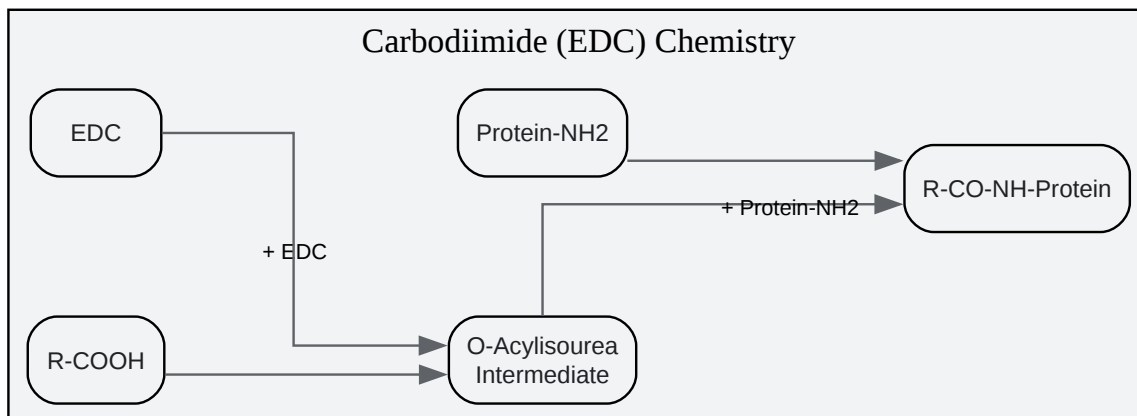 Carbodiimide (EDC) Chemistry
EDC
Protein-NH2
R-CO-NH-Protein
+ Protein-NH2
+ EDC
R-COOH
O-Acylisourea
Intermediate